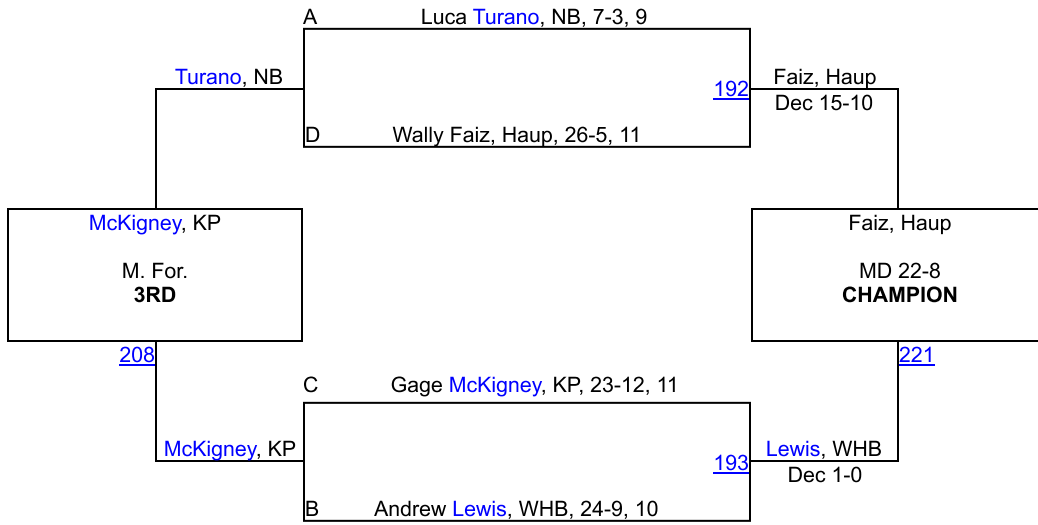 A
Luca Turano, NB, 7-3, 9
Turano, NB
192
Faiz, Haup
Dec 15-10
D
Wally Faiz, Haup, 26-5, 11
McKigney, KP
M. For.
3RD
Faiz, Haup
MD 22-8
CHAMPION
208
221
C
Gage McKigney, KP, 23-12, 11
McKigney, KP
193
Lewis, WHB
Dec 1-0
B
Andrew Lewis, WHB, 24-9, 10